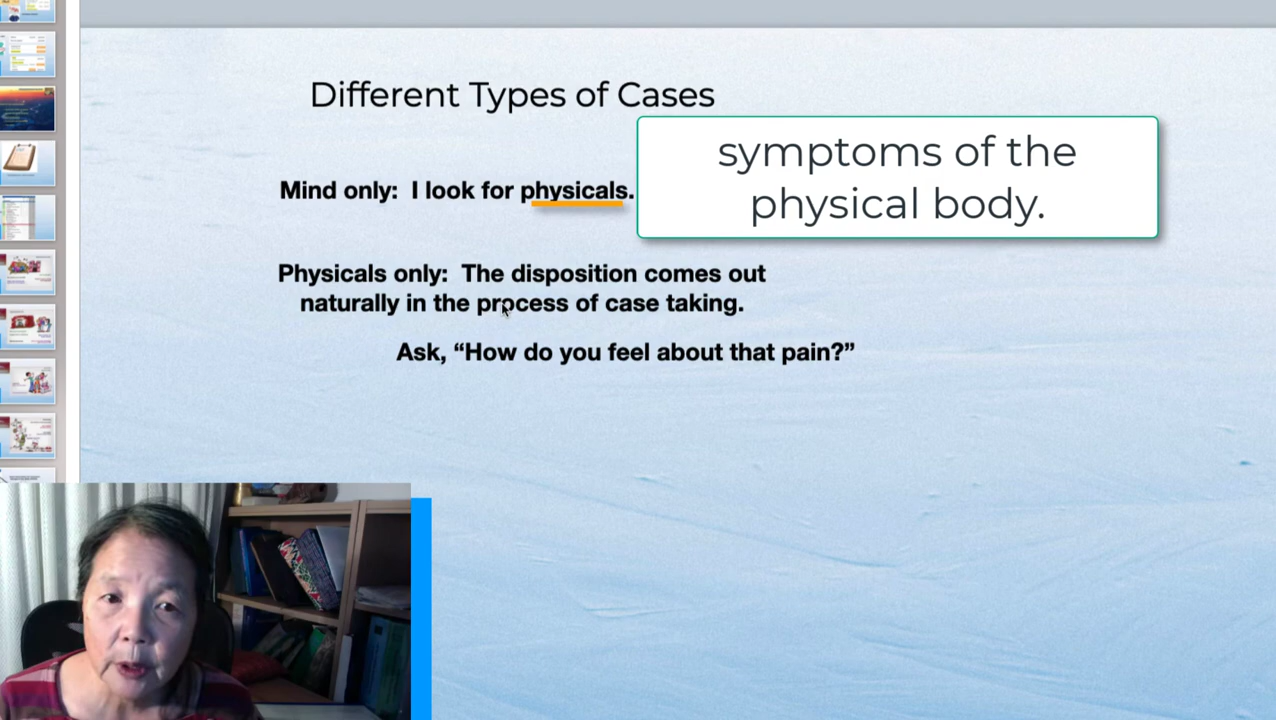 Different Types of Cases
symptoms of the
physical body.
Mind only: I look for physicals.
Physicals only: The disposition comes out
naturally in the process of case taking.
Ask, “How do you feel about that pain?”